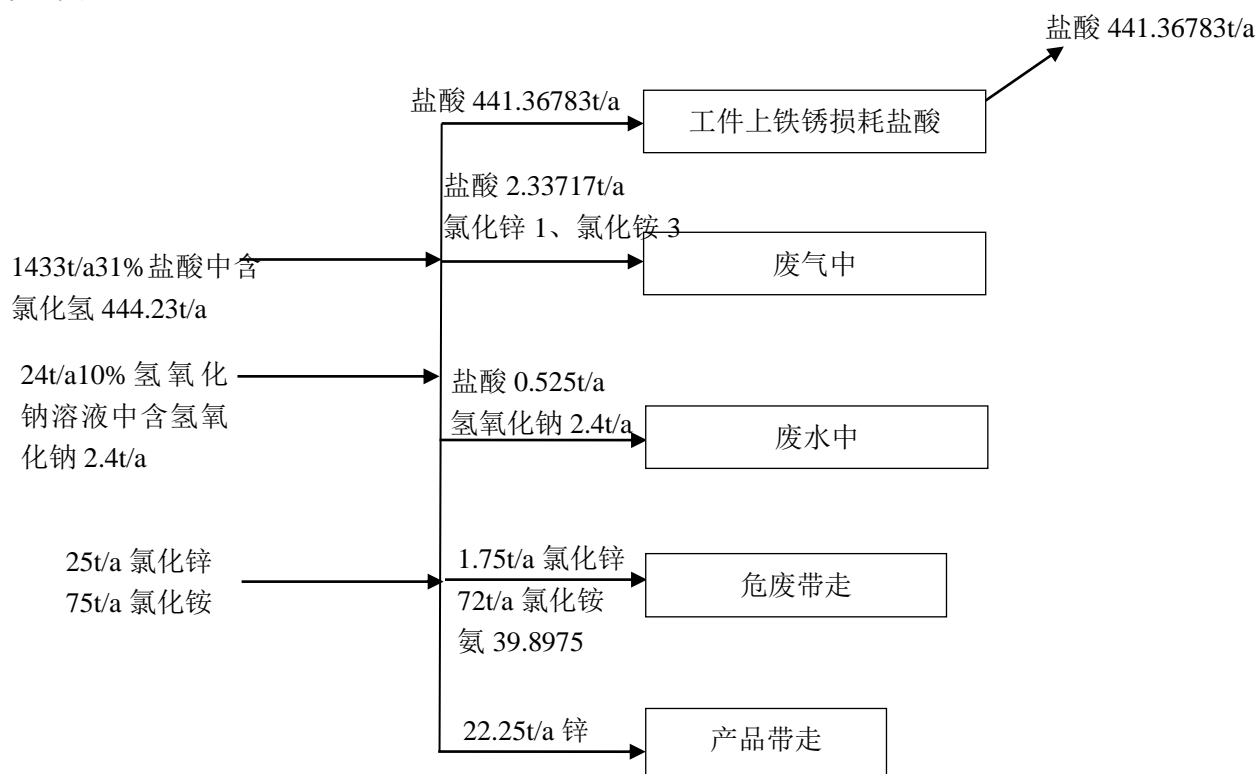 盐酸 441.36783t/a
盐酸 441.36783t/a
工件上铁锈损耗盐酸
盐酸 2.33717t/a
氯化锌 1、氯化铵 3
废气中
1433t/a31%盐酸中含
氯化氢 444.23t/a
24t/a10%氢氧化
钠溶液中含氢氧
化钠 2.4t/a
盐酸 0.525t/a
氢氧化钠 2.4t/a
废水中
25t/a 氯化锌
75t/a 氯化铵
1.75t/a 氯化锌
72t/a 氯化铵
氨 39.8975
危废带走
22.25t/a 锌
产品带走